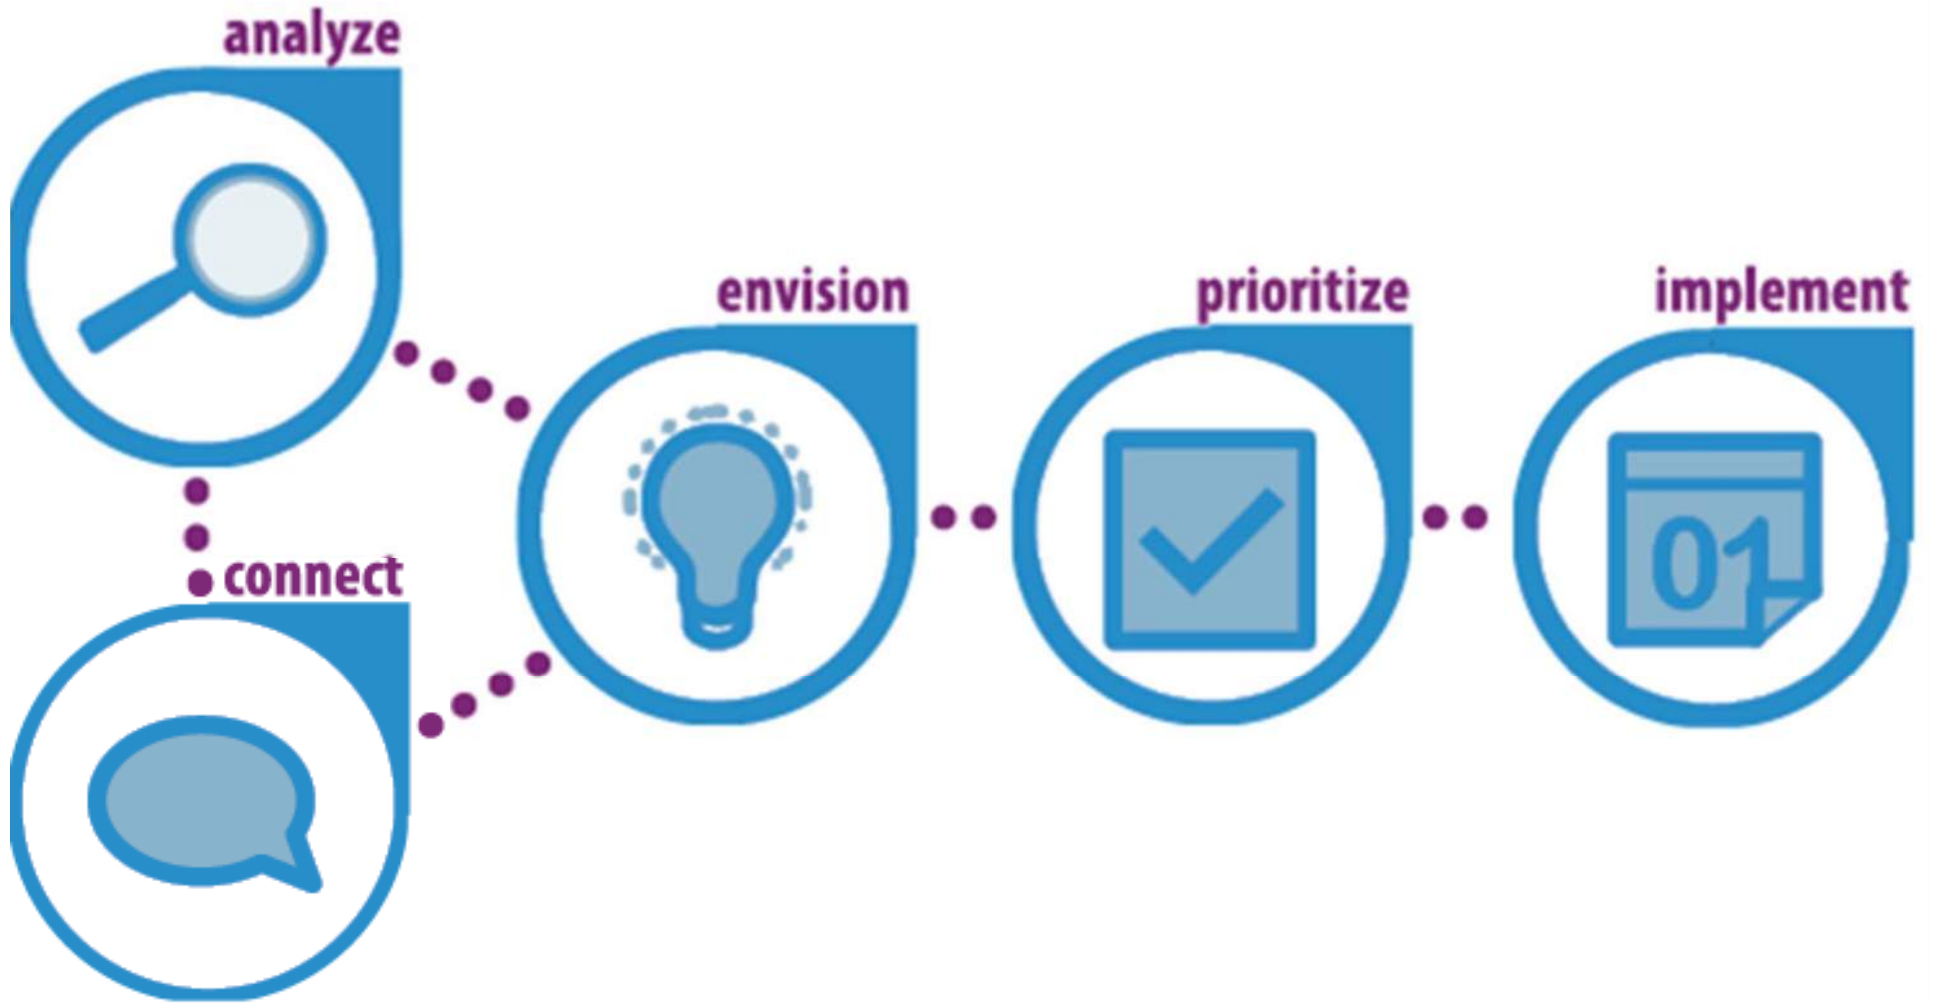 analyze
envision
prioritize
implement
01
connect